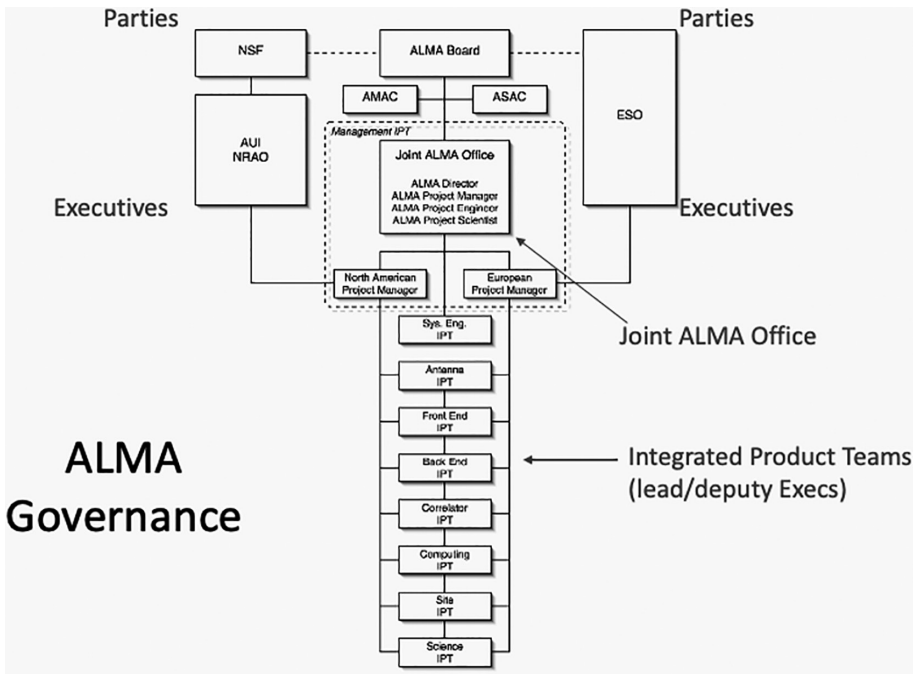 Parties
Parties
NSF
ALMA Board
AMAC
ASAC
ESO
AUI
NRAO
Management IPT
Joint ALMA Office
ALMA Director
ALMA Project Manager
ALMA Project Engineer
ALMA Project Scientist
Executives
Executives
North American
Project Manager
European
Project Manager
Joint ALMA Office
Sys. Eng.
IPT
Antenna
IPT
Front End
IPT
Back End
IPT
Correlator
IPT
Computing
IPT
Site
IPT
Science
IPT
ALMA
Governance
Integrated Product Teams
(lead/deputy Execs)